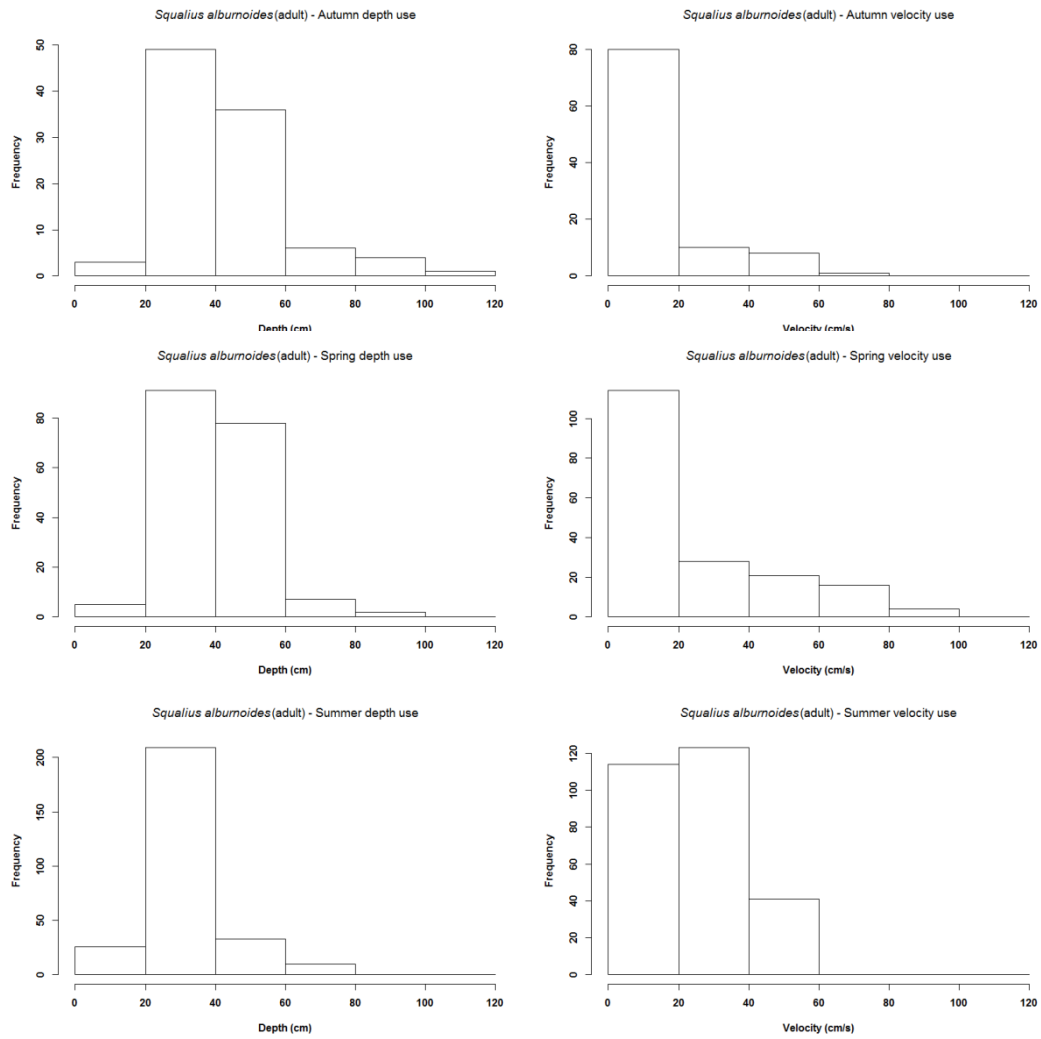 Squalius alburnoides(adult) - Autumn depth use
Frequency
50
40
30
20
10
0
0 20 40 60 80 100 120
Depth (cm)
Squalius alburnoides(adult) - Autumn velocity use
Frequency
80
60
40
20
0
0 20 40 60 80 100 120
Velocity (cm/s)
Squalius alburnoides(adult) - Spring depth use
Frequency
80
60
40
20
0
0 20 40 60 80 100 120
Depth (cm)
Squalius alburnoides(adult) - Spring velocity use
Frequency
100
80
60
40
20
0
0 20 40 60 80 100 120
Velocity (cm/s)
Squalius alburnoides(adult) - Summer depth use
Frequency
200
150
100
50
0
0 20 40 60 80 100 120
Depth (cm)
Squalius alburnoides(adult) - Summer velocity use
Frequency
120
100
80
60
40
20
0
0 20 40 60 80 100 120
Velocity (cm/s)